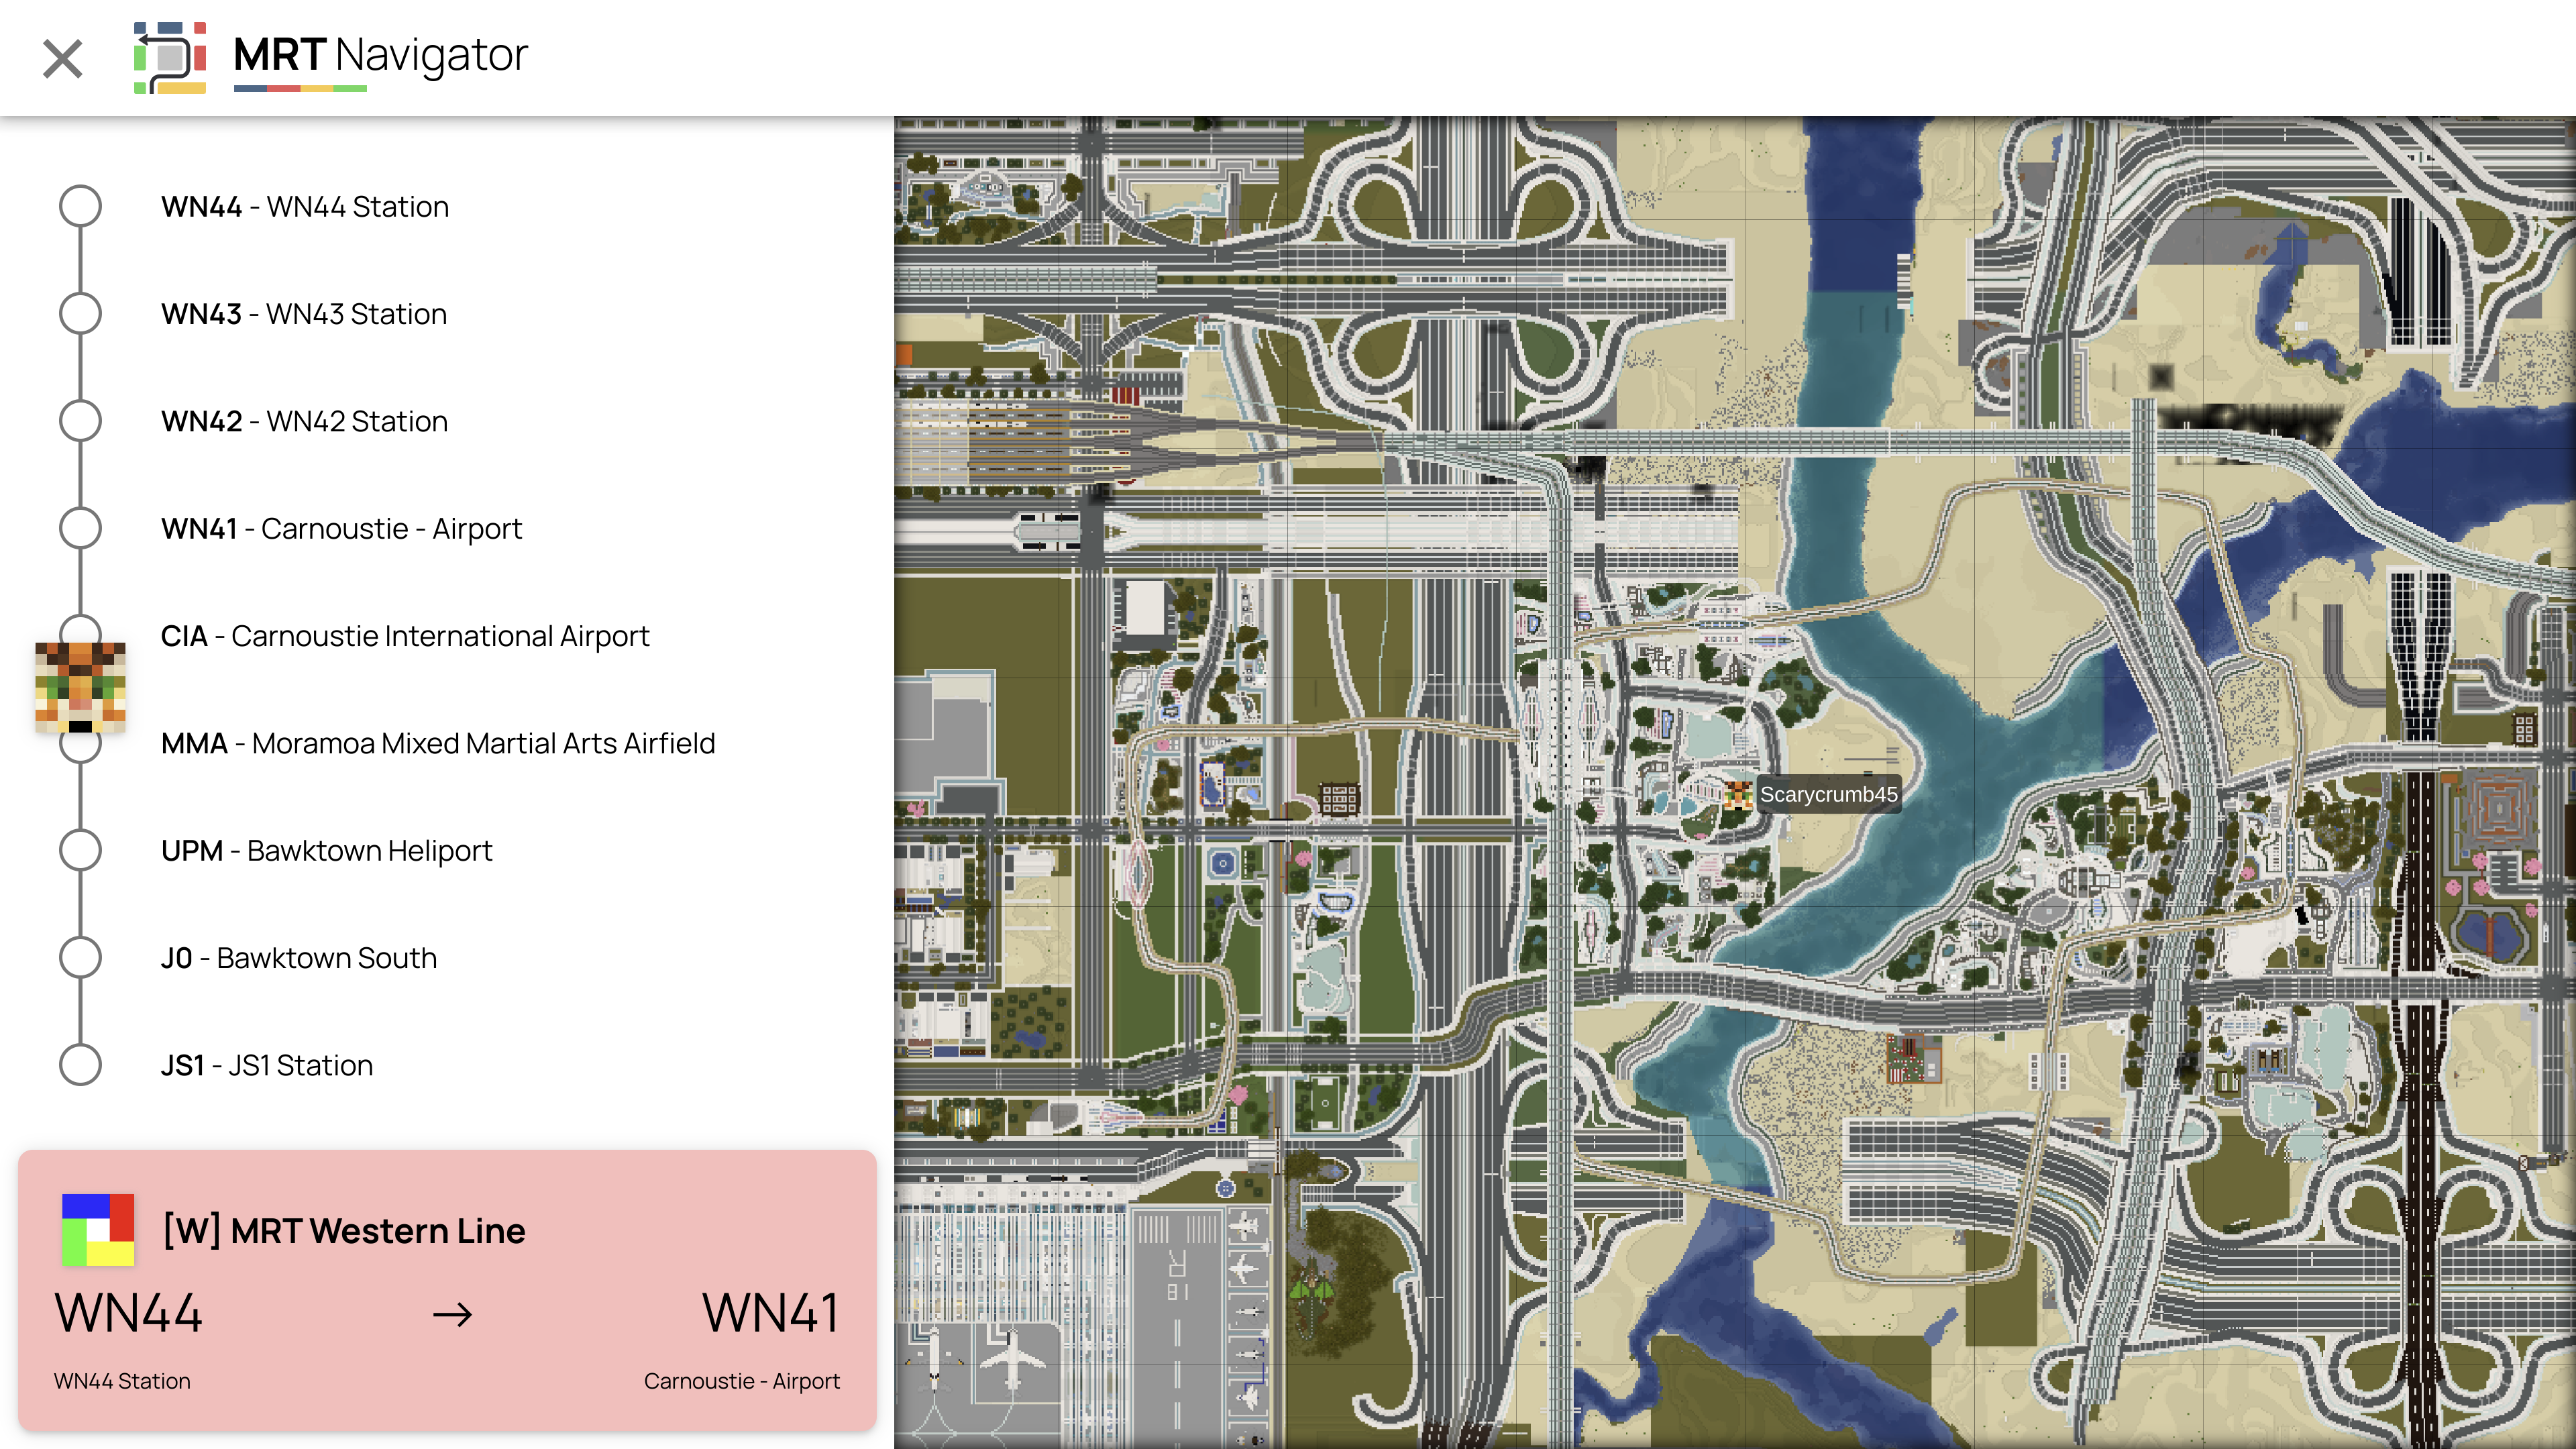 MRT Navigator
WN44 - WN44 Station
WN43 - WN43 Station
WN42 - WN42 Station
WN41 - Carnoustie - Airport
CIA - Carnoustie International Airport
MMA - Moramoa Mixed Martial Arts Airfield
UPM - Bawktown Heliport
J0 - Bawktown South
JS1 - JS1 Station
[W] MRT Western Line
WN44 → WN41
WN44 Station Carnoustie - Airport
Scarycrumb45